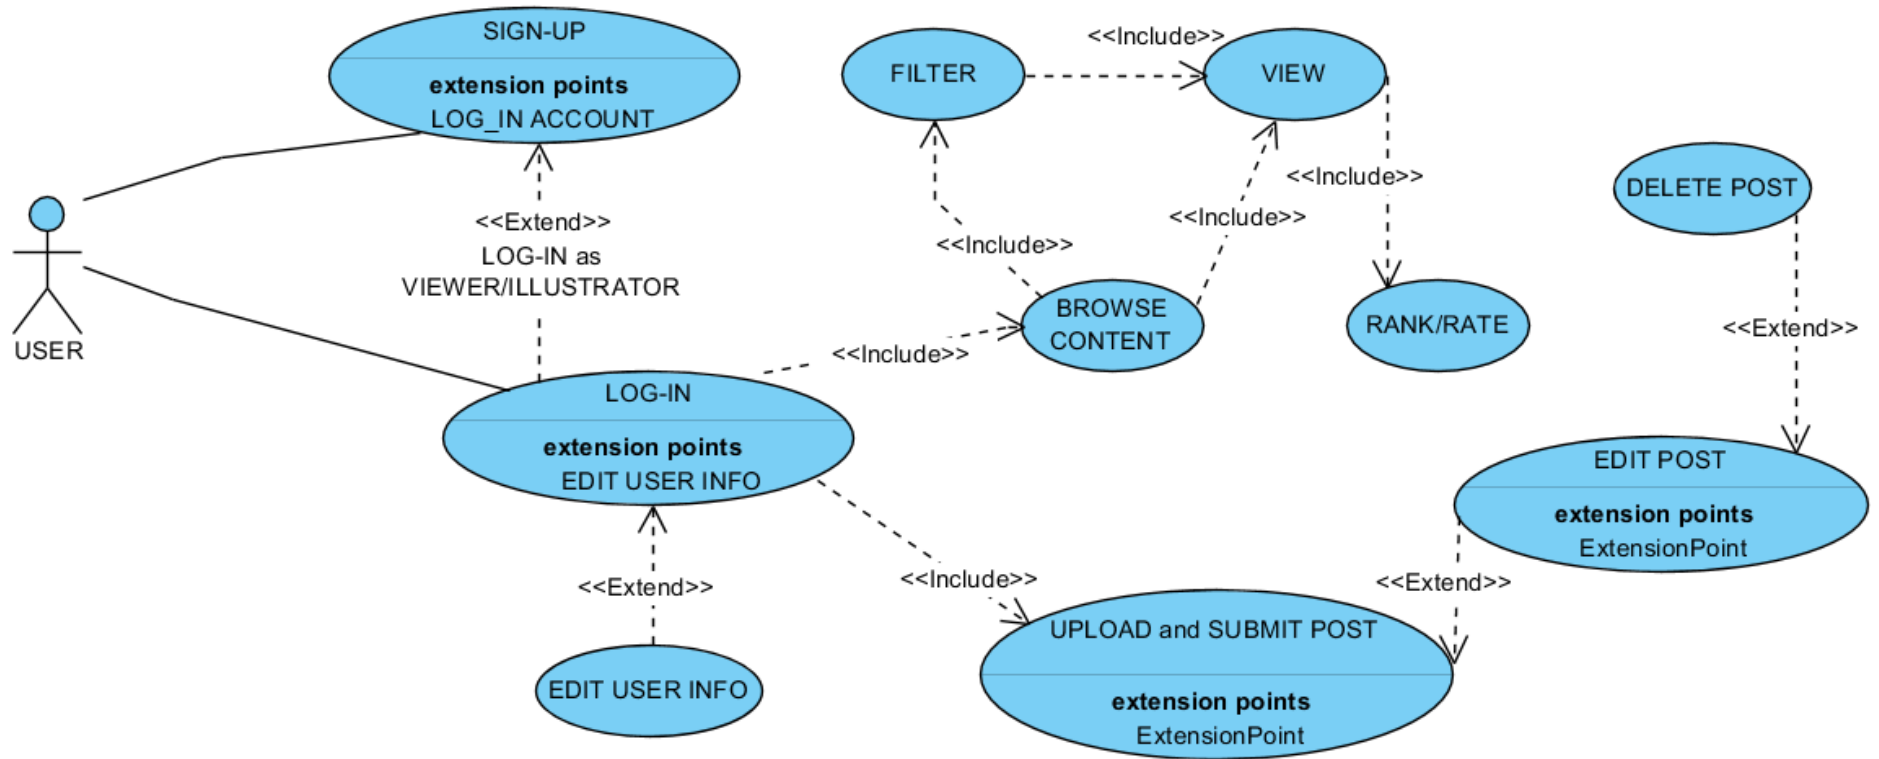 SIGN-UP
extension points
LOG_IN ACCOUNT
<<Extend>>
LOG-IN as
VIEWER/ILLUSTRATOR
USER
LOG-IN
extension points
EDIT USER INFO
<<Extend>>
EDIT USER INFO
FILTER
<<Include>>
VIEW
<<Include>>
<<Include>>
<<Include>>
BROWSE
CONTENT
<<Include>>
RANK/RATE
DELETE POST
<<Extend>>
EDIT POST
extension points
ExtensionPoint
<<Extend>>
<<Include>>
UPLOAD and SUBMIT POST
extension points
ExtensionPoint